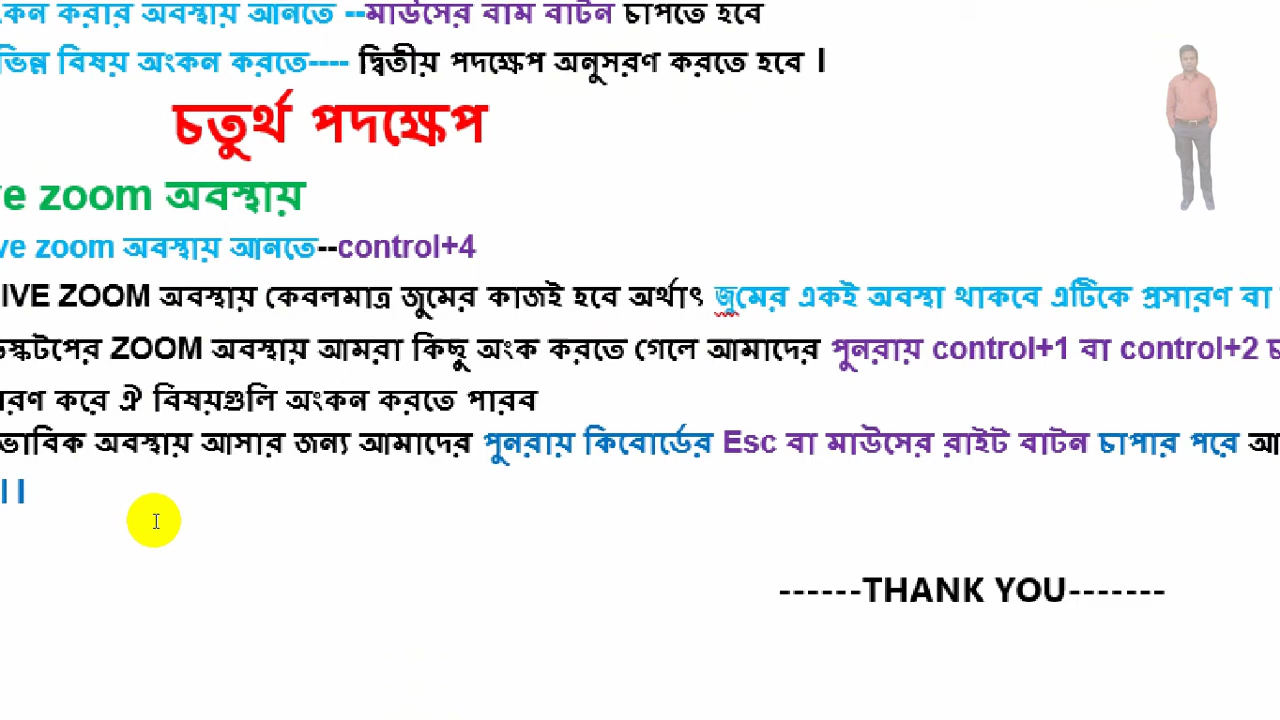 কন করার অবস্থায় আনতে --মাউসের বাম বাটন চাপতে হবে
ভিন্ন বিষয় অংকন করতে---- দ্বিতীয় পদক্ষেপ অনুসরণ করতে হবে ।
চতুর্থ পদক্ষেপ
ve zoom অবস্থায়
ve zoom অবস্থায় আনতে--control+4
IVE ZOOM অবস্থায় কেবলমাত্র জুমের কাজই হবে অর্থাৎ জুমের একই অবস্থা থাকবে এটিকে প্রসারণ বা
স্কটপের ZOOM অবস্থায় আমরা কিছু অংক করতে গেলে আমাদের পুনরায় control+1 বা control+2
রণ করে ঐ বিষয়গুলি অংকন করতে পারব
ভাবিক অবস্থায় আসার জন্য আমাদের পুনরায় কিবোর্ডের Esc বা মাউসের রাইট বাটন চাপার পরে আ
।।
------THANK YOU-------